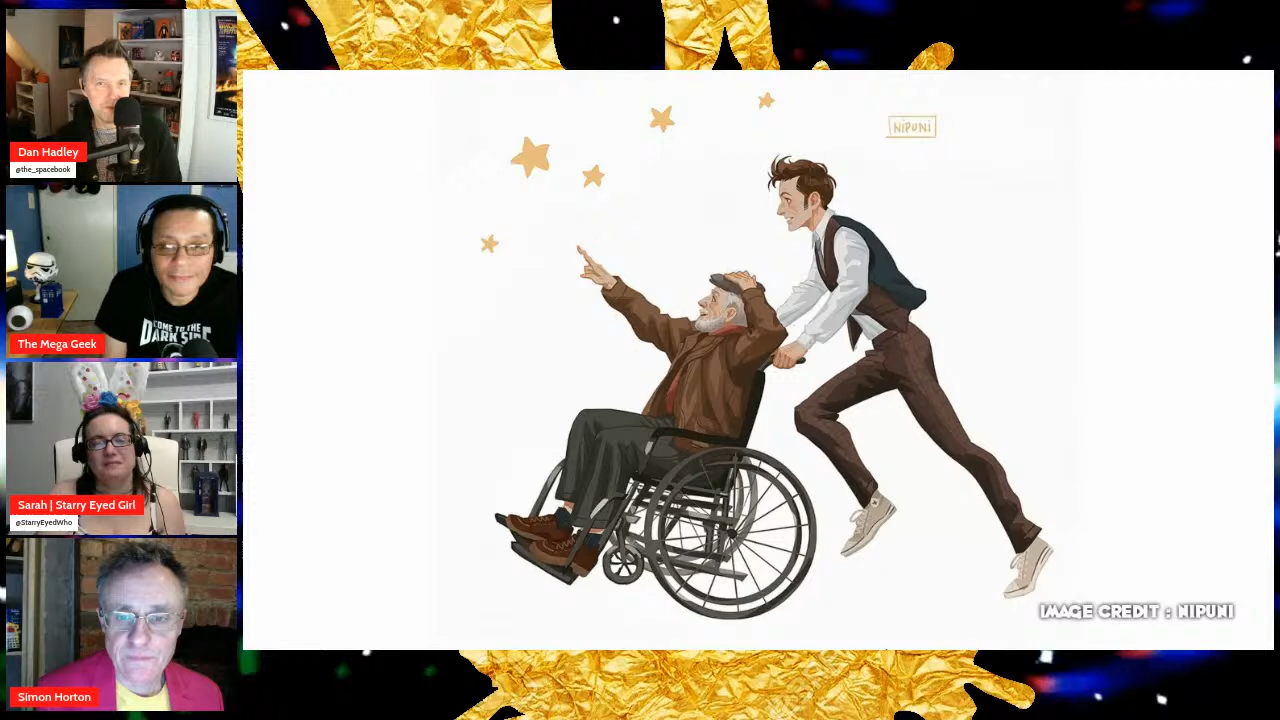 Dan Hadley
@the_spacebook
COME TO THE
DARK SIDE
The Mega Geek
Sarah | Starry Eyed Girl
@StarryEyedWho
Simon Horton
NIPUNI
IMAGE CREDIT : NIPUNI